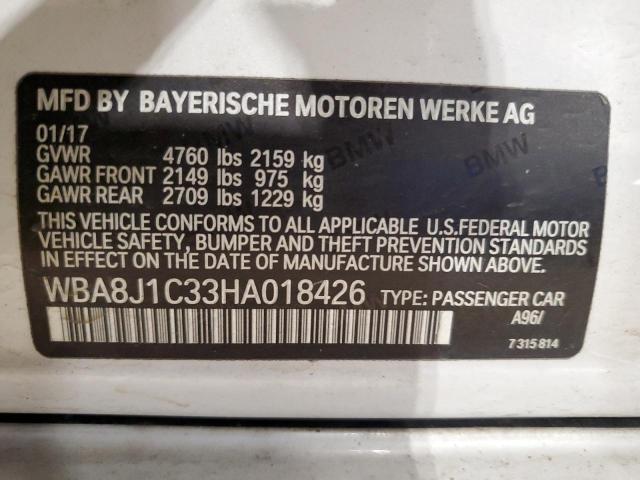 MFD BY BAYERISCHE MOTOREN WERKE AG
01/17
GVWR 4760 lbs 2159 kg
GAWR FRONT 2149 lbs 975 kg
GAWR REAR 2709 lbs 1229 kg
THIS VEHICLE CONFORMS TO ALL APPLICABLE U.S.FEDERAL MOTOR
VEHICLE SAFETY, BUMPER AND THEFT PREVENTION STANDARDS
IN EFFECT ON THE DATE OF MANUFACTURE SHOWN ABOVE.
WBA8J1C33HA018426 TYPE: PASSENGER CAR
A96/
7 315 814
BMW
BMW